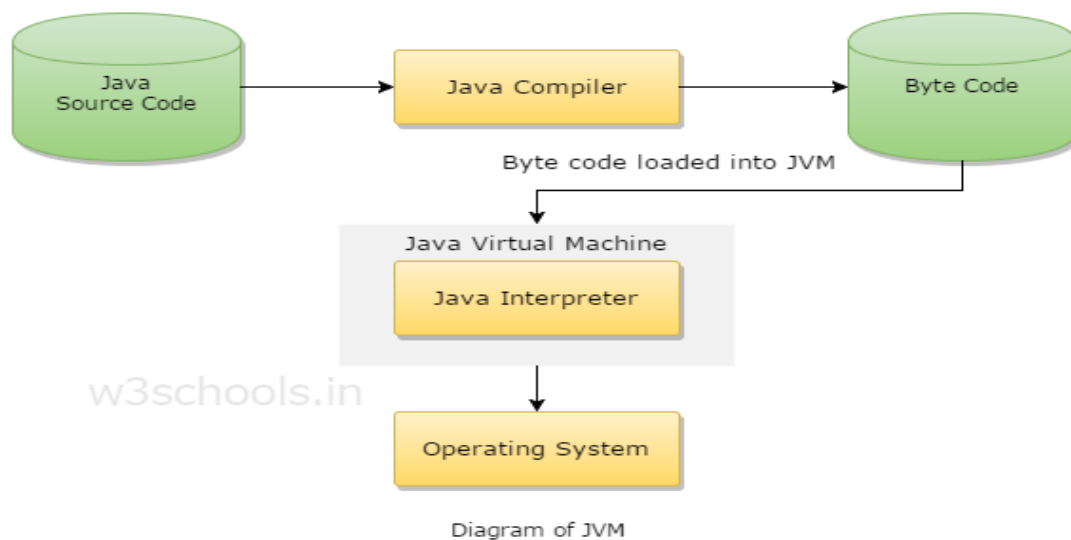 Java
Source Code
Java Compiler
Byte Code
Byte code loaded into JVM
Java Virtual Machine
Java Interpreter
w3schools.in
Operating System
Diagram of JVM